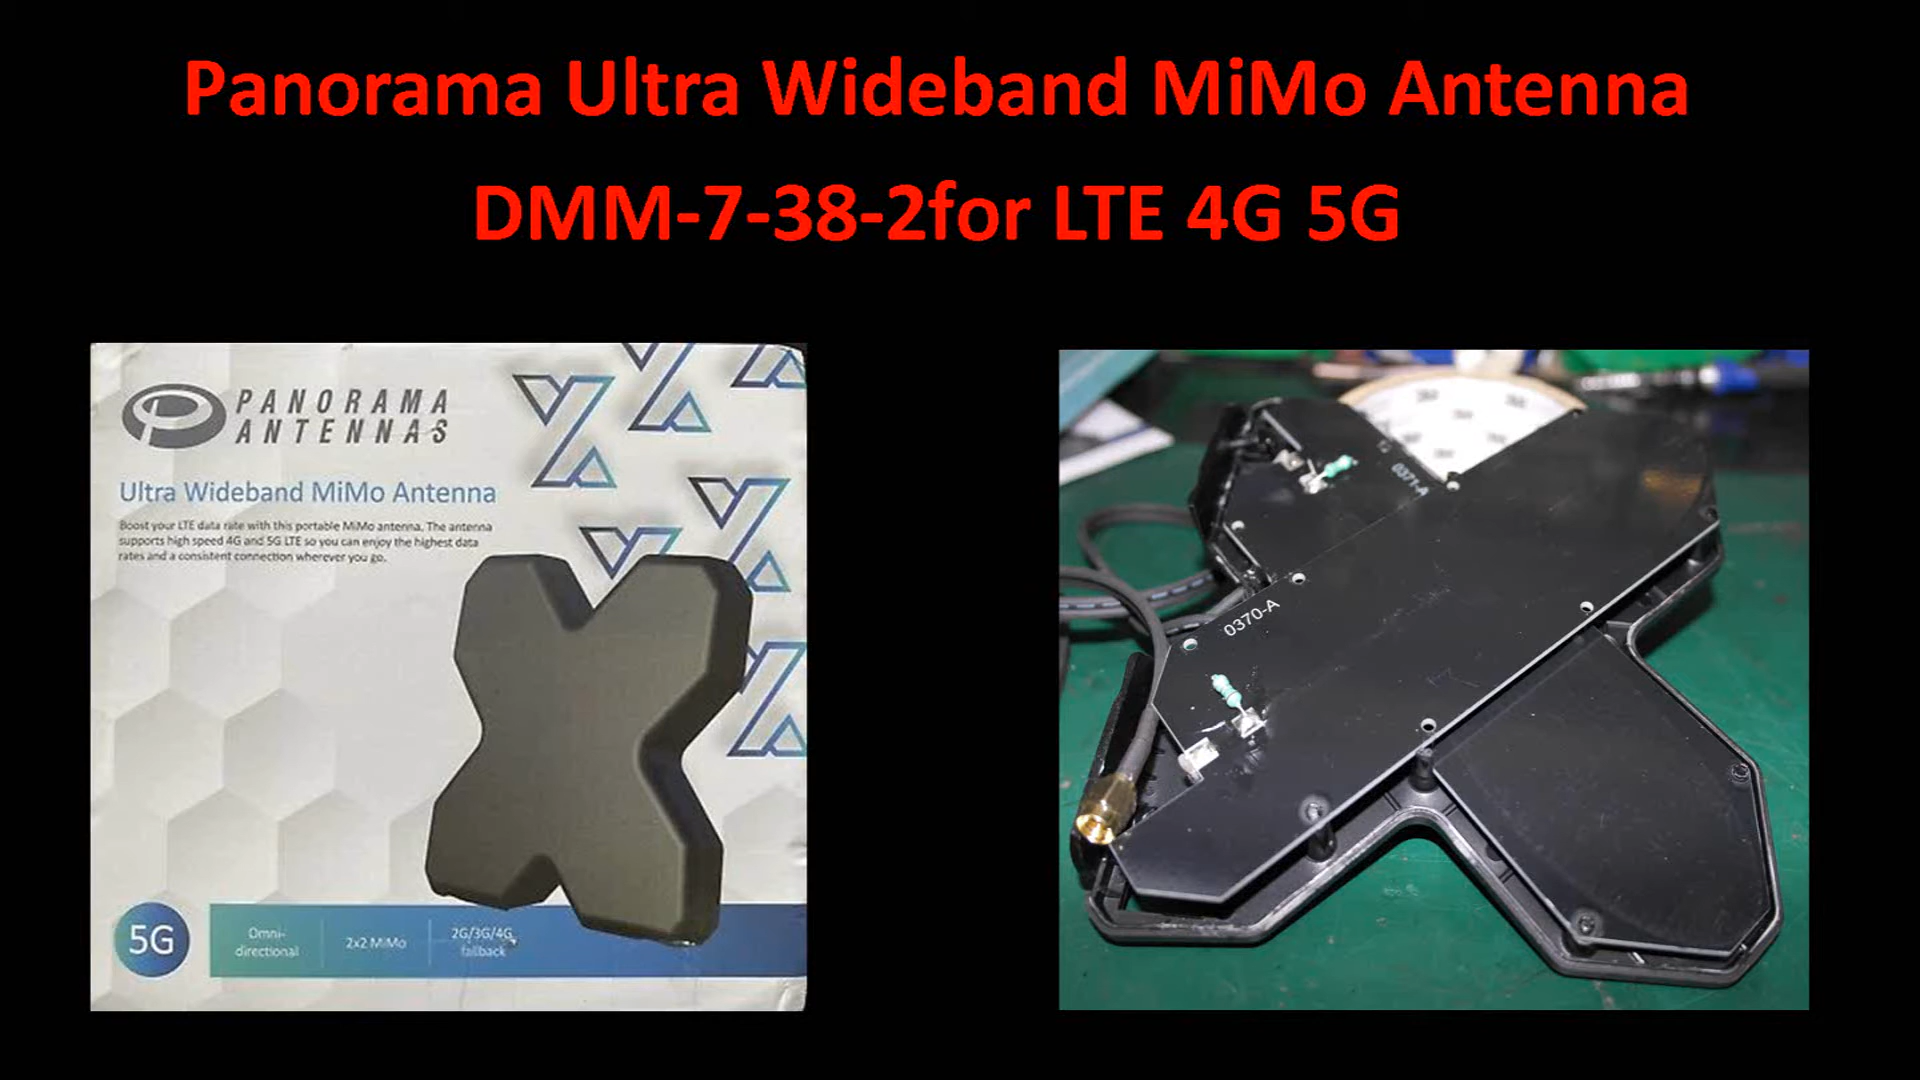 Panorama Ultra Wideband MiMo Antenna
DMM-7-38-2for LTE 4G 5G
PANORAMA
ANTENNAS
Ultra Wideband MiMo Antenna
Boost your LTE data rate with this portable MiMo antenna. The antenna
supports high speed 4G and 5G LTE so you can enjoy the highest data
rates and a consistent connection wherever you go.
5G
Omni-
directional
2x2 MiMo
2G/3G/4G
fallback
0371-A
0370-A